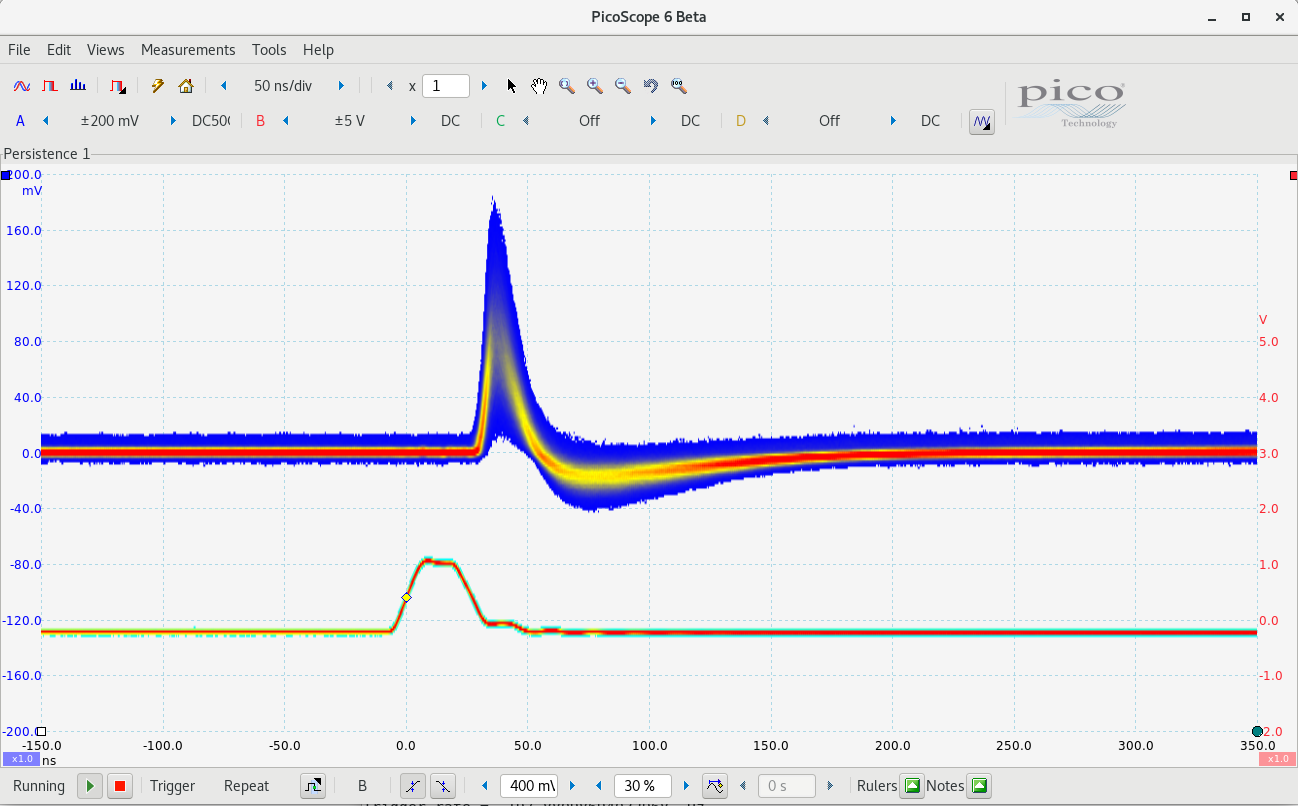 PicoScope 6 Beta
File Edit Views Measurements Tools Help
50 ns/div x 1
pico
Technology
A ±200 mV DC50 B ±5 V DC C Off DC D Off DC
Persistence 1
200.0
mV
160.0
120.0
80.0
40.0
0.0
-40.0
-80.0
-120.0
-160.0
-200.0
V
5.0
4.0
3.0
2.0
1.0
0.0
-1.0
-2.0
-150.0 -100.0 -50.0 0.0 50.0 100.0 150.0 200.0 250.0 300.0 350.0
x1.0 ns x1.0
Running Trigger Repeat B 400 mV 30 % 0 s Rulers Notes